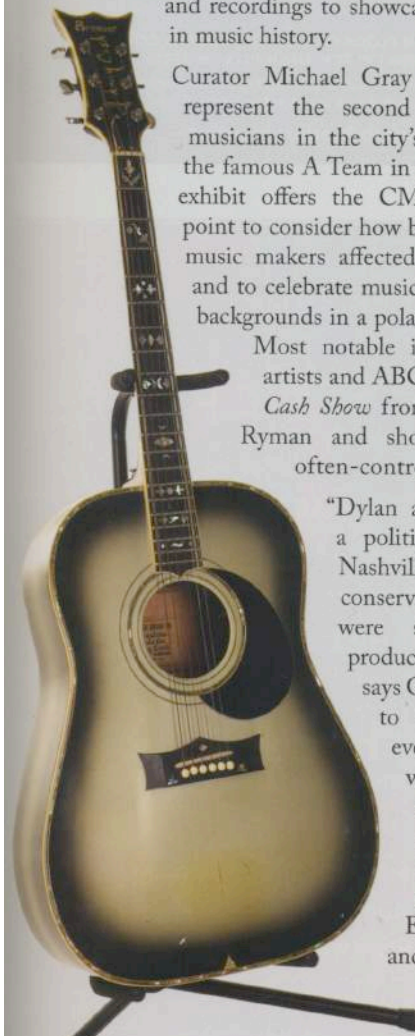 and recordings to showca
in music history.
Curator Michael Gray
represent the second
musicians in the city's
the famous A Team in
exhibit offers the CM
point to consider how b
music makers affected
and to celebrate music
backgrounds in a pola
Most notable i
artists and ABC
Cash Show from
Ryman and sho
often-contr
"Dylan a
a politi
Nashvil
conserv
were s
produc
says G
to
eve
w
E
and